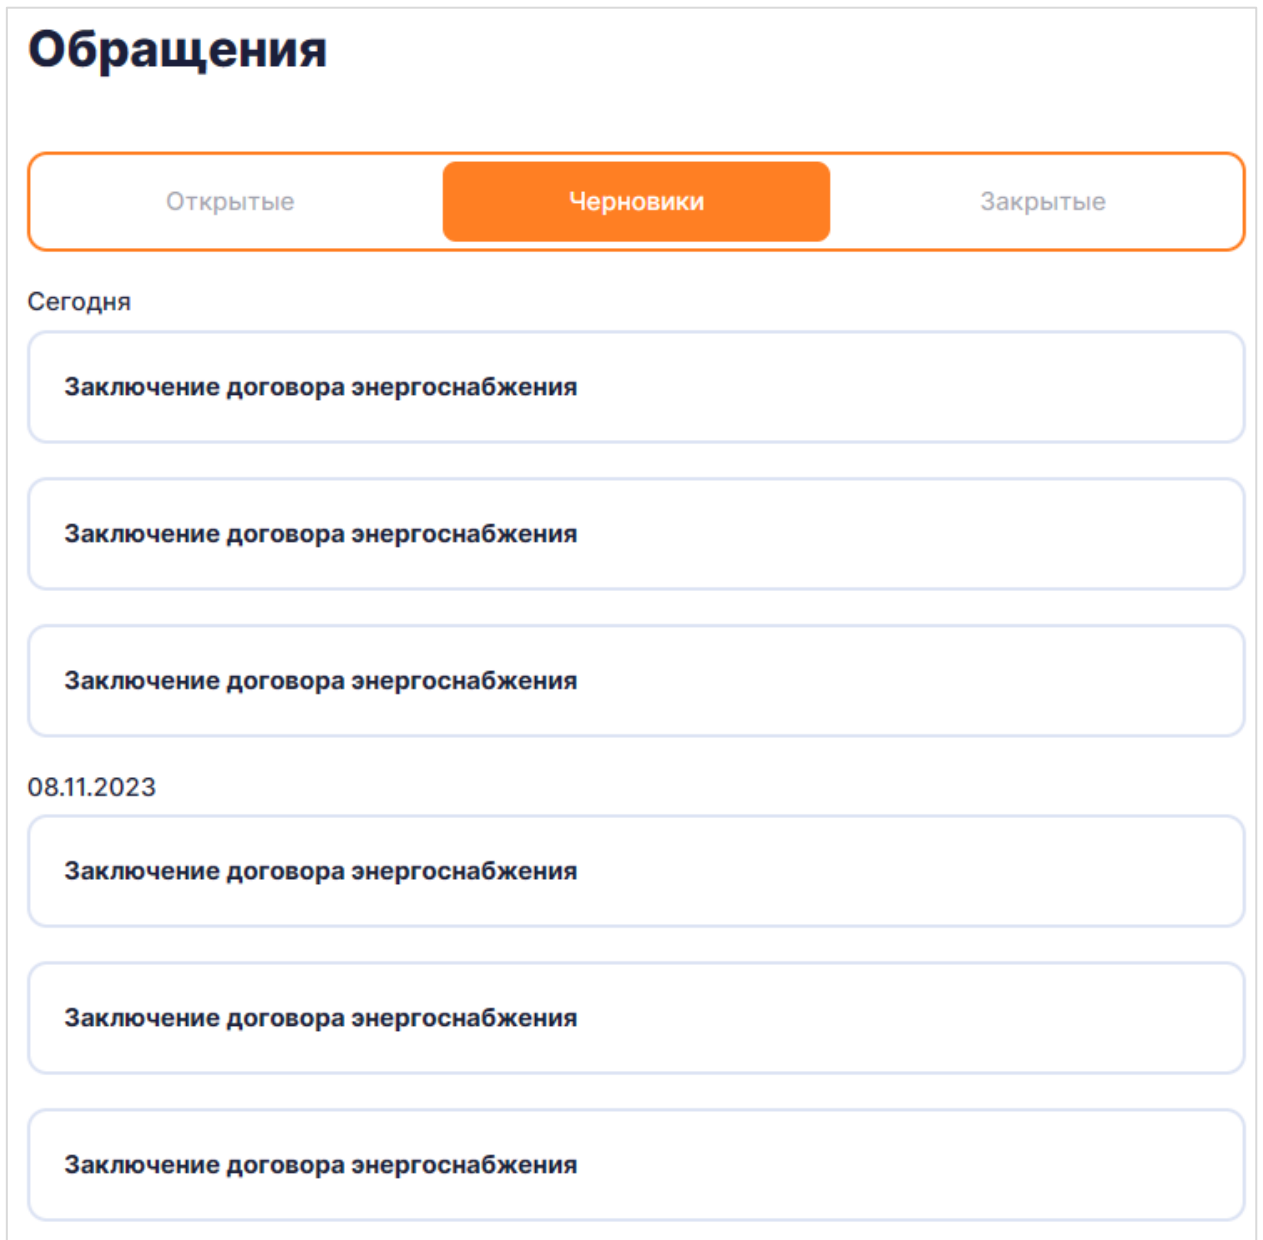 Обращения
Открытые Черновики Закрытые
Сегодня
Заключение договора энергоснабжения
Заключение договора энергоснабжения
Заключение договора энергоснабжения
08.11.2023
Заключение договора энергоснабжения
Заключение договора энергоснабжения
Заключение договора энергоснабжения